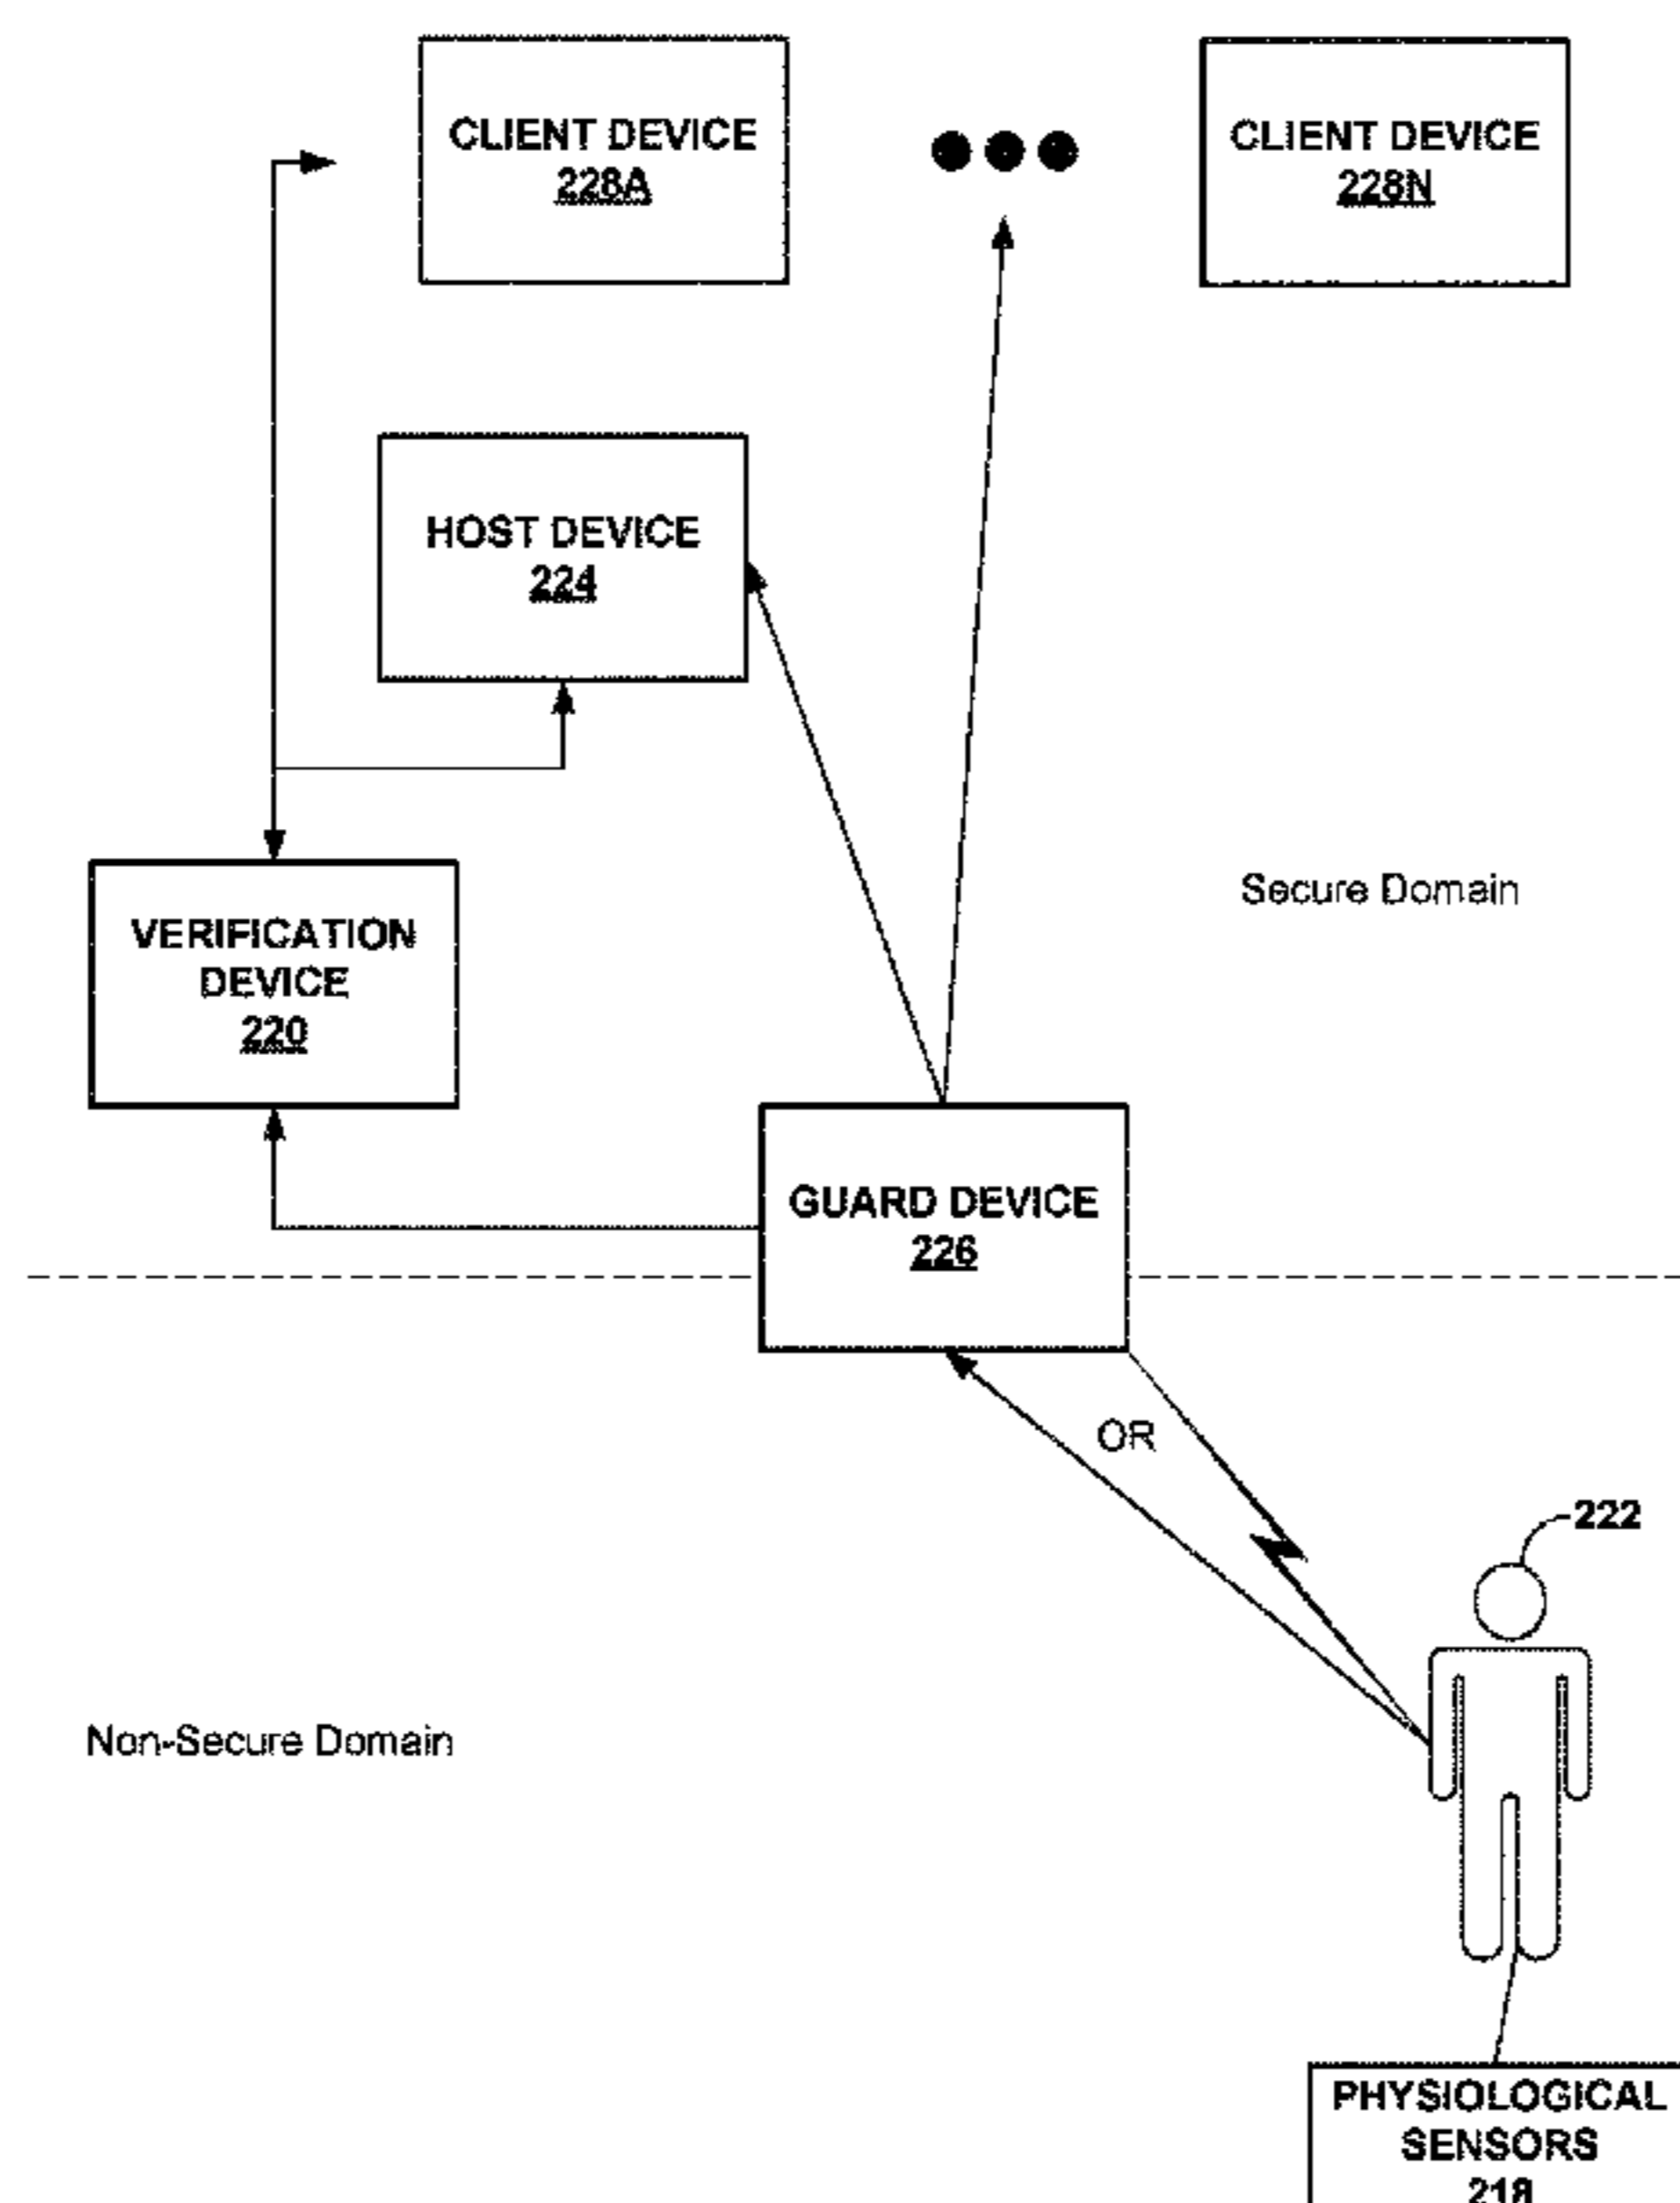 CLIENT DEVICE
228A
CLIENT DEVICE
228N
HOST DEVICE
224
VERIFICATION
DEVICE
220
Secure Domain
GUARD DEVICE
226
OR
222
Non-Secure Domain
PHYSIOLOGICAL
SENSORS
218